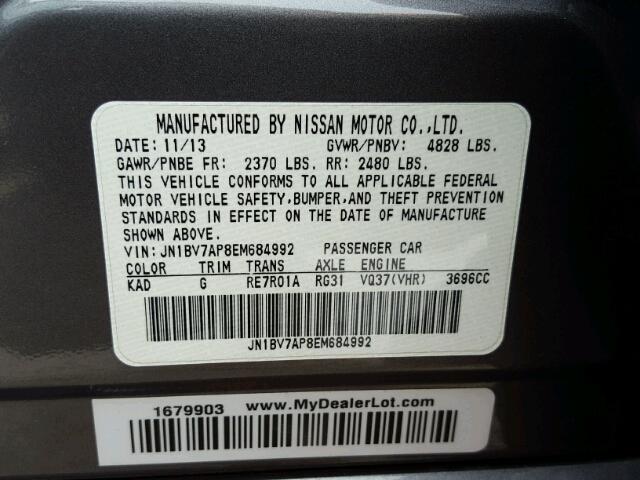 MANUFACTURED BY NISSAN MOTOR CO.,LTD.
DATE: 11/13 GVWR/PNBV: 4828 LBS.
GAWR/PNBE FR: 2370 LBS. RR: 2480 LBS.
THIS VEHICLE CONFORMS TO ALL APPLICABLE FEDERAL
MOTOR VEHICLE SAFETY,BUMPER,AND THEFT PREVENTION
STANDARDS IN EFFECT ON THE DATE OF MANUFACTURE
SHOWN ABOVE.
VIN: JN1BV7AP8EM684992 PASSENGER CAR
COLOR TRIM TRANS AXLE ENGINE
KAD G RE7R01A RG31 VQ37(VHR) 3696CC
JN1BV7AP8EM684992
1679903 www.MyDealerLot.com